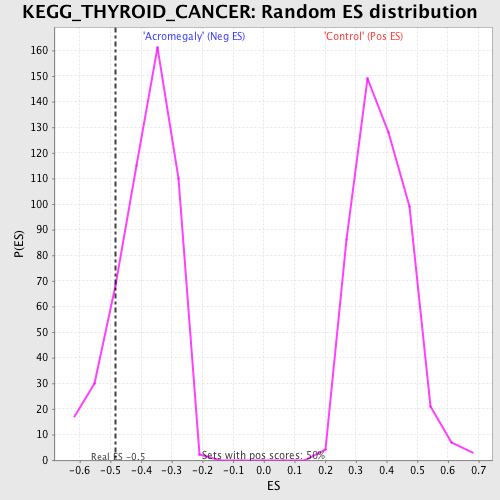 KEGG_THYROID_CANCER: Random ES distribution
'Acromegaly' (Neg ES)
'Control' (Pos ES)
160
150
140
130
120
110
100
90
80
70
60
50
40
30
20
10
0
P(ES)
Real ES -0.5
Sets with pos scores: 50%
-0.6 -0.5 -0.4 -0.3 -0.2 -0.1 0.0 0.1 0.2 0.3 0.4 0.5 0.6 0.7
ES